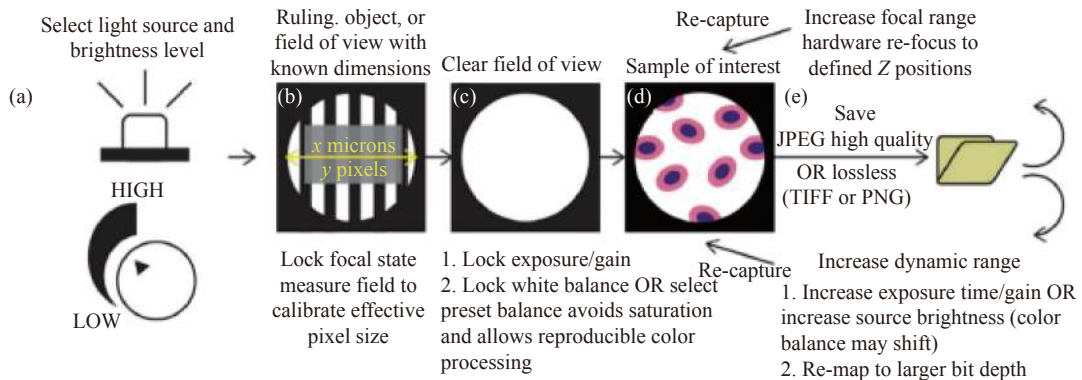 Select light source and
brightness level
(a)
HIGH
LOW
Ruling. object, or
field of view with
known dimensions
(b)
x microns
y pixels
Lock focal state
measure field to
calibrate effective
pixel size
Clear field of view
(c)
1. Lock exposure/gain
2. Lock white balance OR select
preset balance avoids saturation
and allows reproducible color
processing
Re-capture
Sample of interest
(d)
Re-capture
Increase focal range
hardware re-focus to
defined Z positions
(e)
Save
JPEG high quality
OR lossless
(TIFF or PNG)
Increase dynamic range
1. Increase exposure time/gain OR
increase source brightness (color
balance may shift)
2. Re-map to larger bit depth